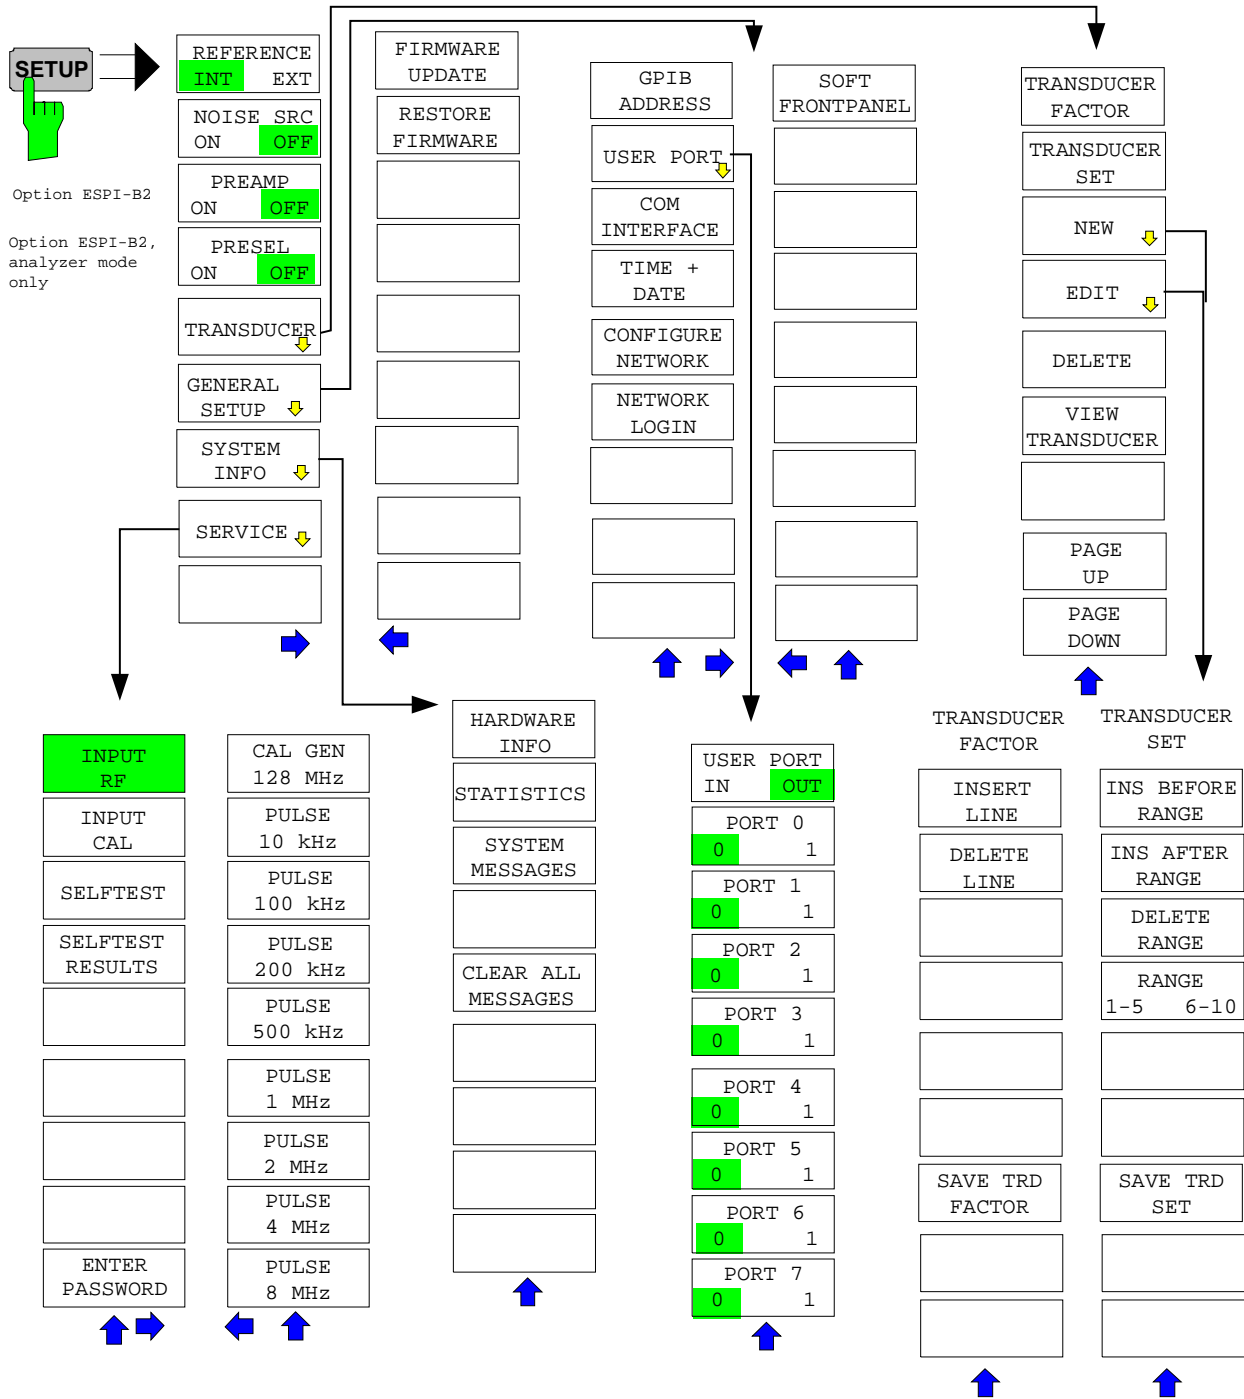 SETUP
Option ESPI-B2
Option ESPI-B2,
analyzer mode
only
REFERENCE
INT EXT
NOISE SRC
ON OFF
PREAMP
ON OFF
PRESEL
ON OFF
TRANSDUCER
GENERAL
SETUP
SYSTEM
INFO
SERVICE
FIRMWARE
UPDATE
RESTORE
FIRMWARE
GPIB
ADDRESS
USER PORT
COM
INTERFACE
TIME +
DATE
CONFIGURE
NETWORK
NETWORK
LOGIN
SOFT
FRONTPANEL
TRANSDUCER
FACTOR
TRANSDUCER
SET
NEW
EDIT
DELETE
VIEW
TRANSDUCER
PAGE
UP
PAGE
DOWN
INPUT
RF
INPUT
CAL
SELFTEST
SELFTEST
RESULTS
ENTER
PASSWORD
CAL GEN
128 MHz
PULSE
10 kHz
PULSE
100 kHz
PULSE
200 kHz
PULSE
500 kHz
PULSE
1 MHz
PULSE
2 MHz
PULSE
4 MHz
PULSE
8 MHz
HARDWARE
INFO
STATISTICS
SYSTEM
MESSAGES
CLEAR ALL
MESSAGES
USER PORT
IN OUT
PORT 0
0 1
PORT 1
0 1
PORT 2
0 1
PORT 3
0 1
PORT 4
0 1
PORT 5
0 1
PORT 6
0 1
PORT 7
0 1
TRANSDUCER
FACTOR
INSERT
LINE
DELETE
LINE
SAVE TRD
FACTOR
TRANSDUCER
SET
INS BEFORE
RANGE
INS AFTER
RANGE
DELETE
RANGE
RANGE
1-5 6-10
SAVE TRD
SET